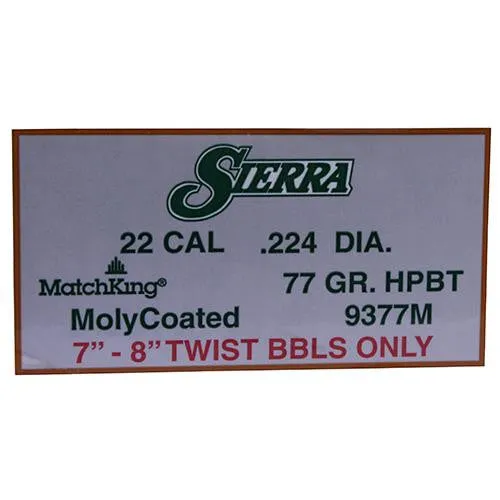 SIERRA
22 CAL .224 DIA.
MatchKing® 77 GR. HPBT
MolyCoated 9377M
7” - 8” TWIST BBLS ONLY